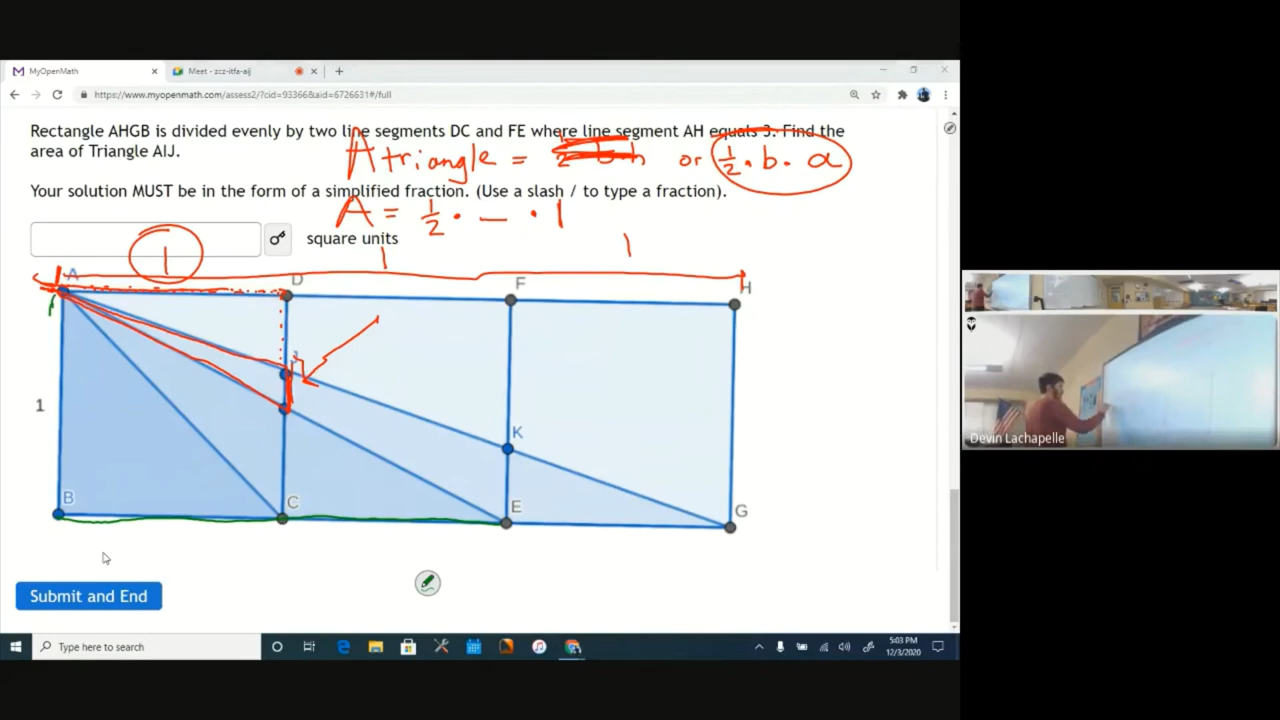 MyOpenMath
Meet - zcz-itfa-aij
https://www.myopenmath.com/assess2/?cid=93366&aid=6726631#/full
Rectangle AHGB is divided evenly by two line segments DC and FE where line segment AH equals 3. Find the
area of Triangle AIJ.
A triangle = 1/2 b h or 1/2 · b · a
Your solution MUST be in the form of a simplified fraction. (Use a slash / to type a fraction).
A = 1/2 · _ · 1
square units
1 1 1
A D F H
J
1
K
B C E G
Submit and End
Devin Lachapelle
Type here to search
5:03 PM
12/3/2020